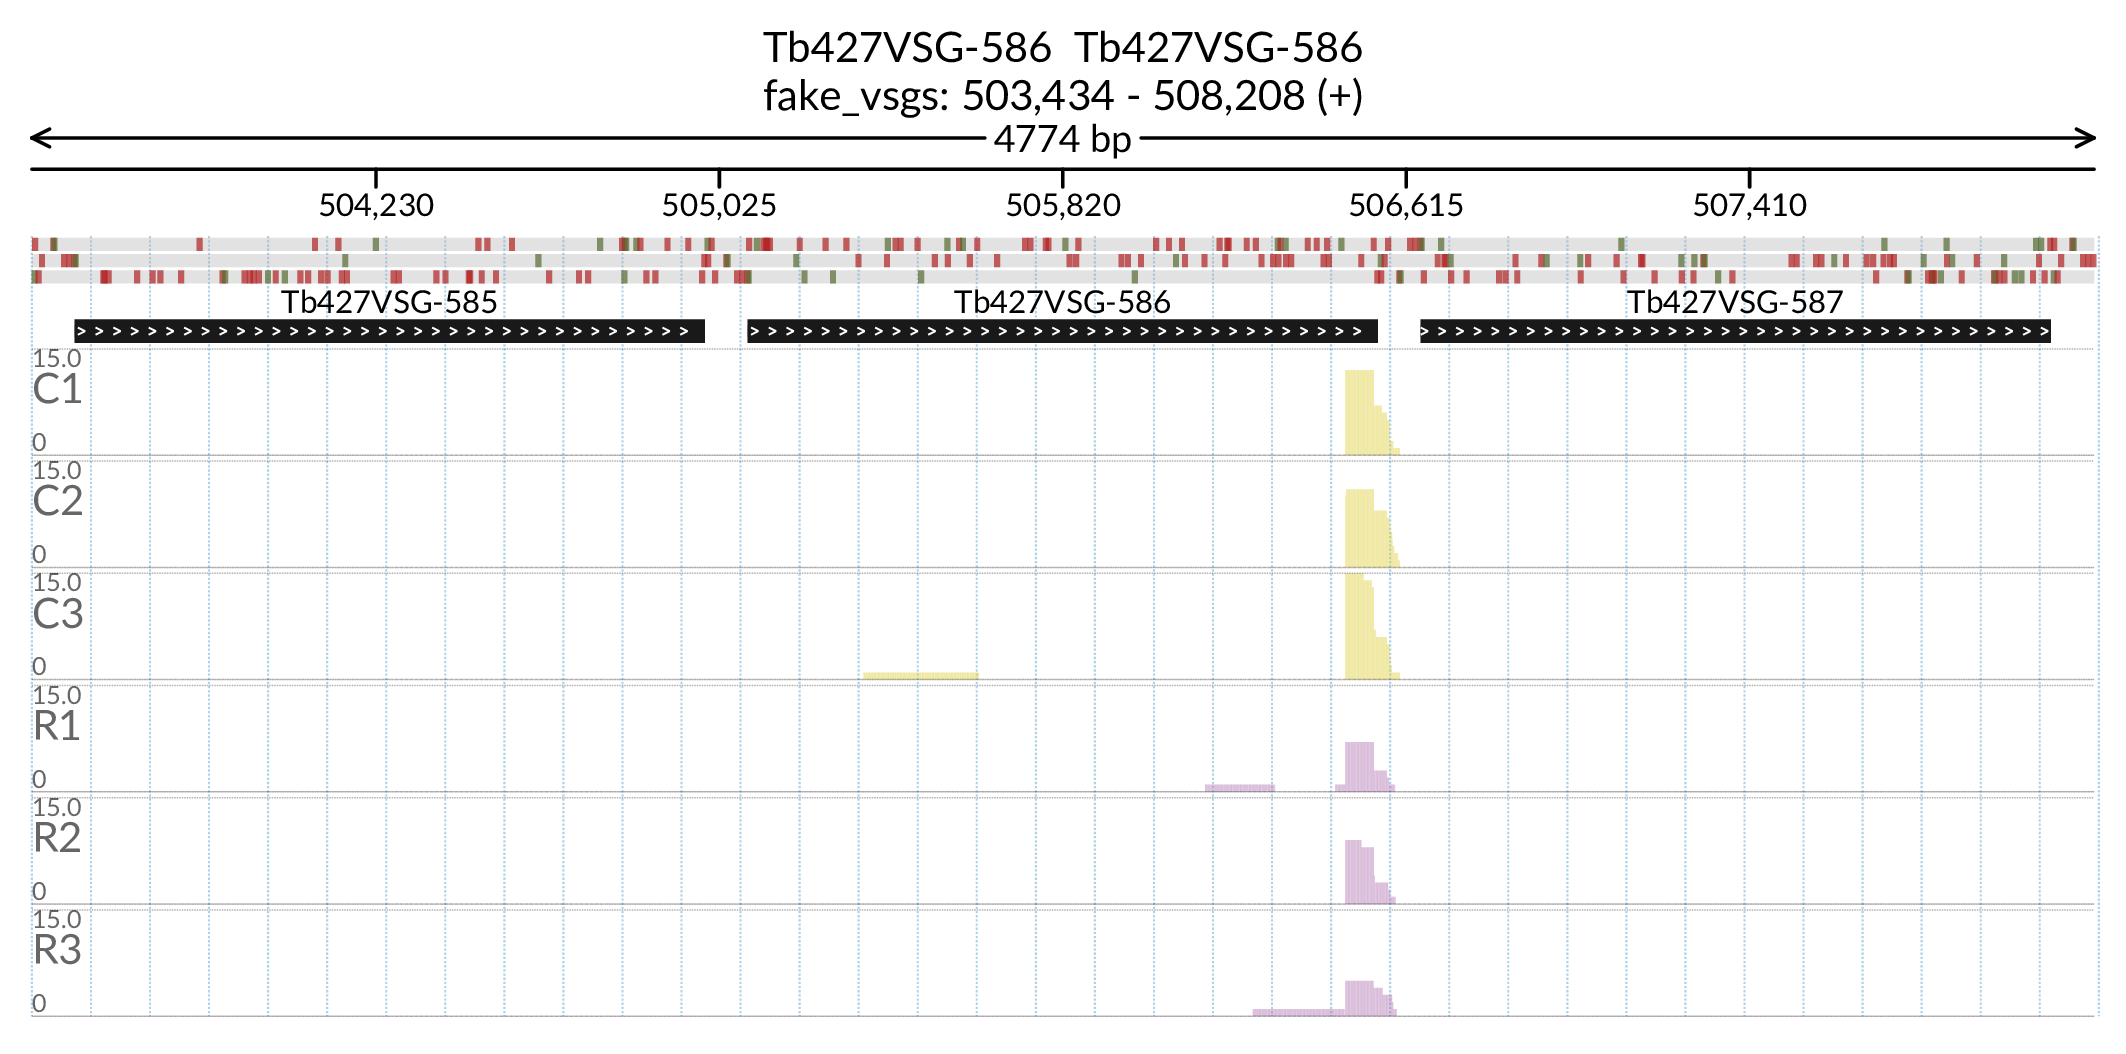 Tb427VSG-586 Tb427VSG-586
fake_vsgs: 503,434 - 508,208 (+)
4774 bp
504,230 505,025 505,820 506,615 507,410
Tb427VSG-585 Tb427VSG-586 Tb427VSG-587
15.0
C1
0
15.0
C2
0
15.0
C3
0
15.0
R1
0
15.0
R2
0
15.0
R3
0